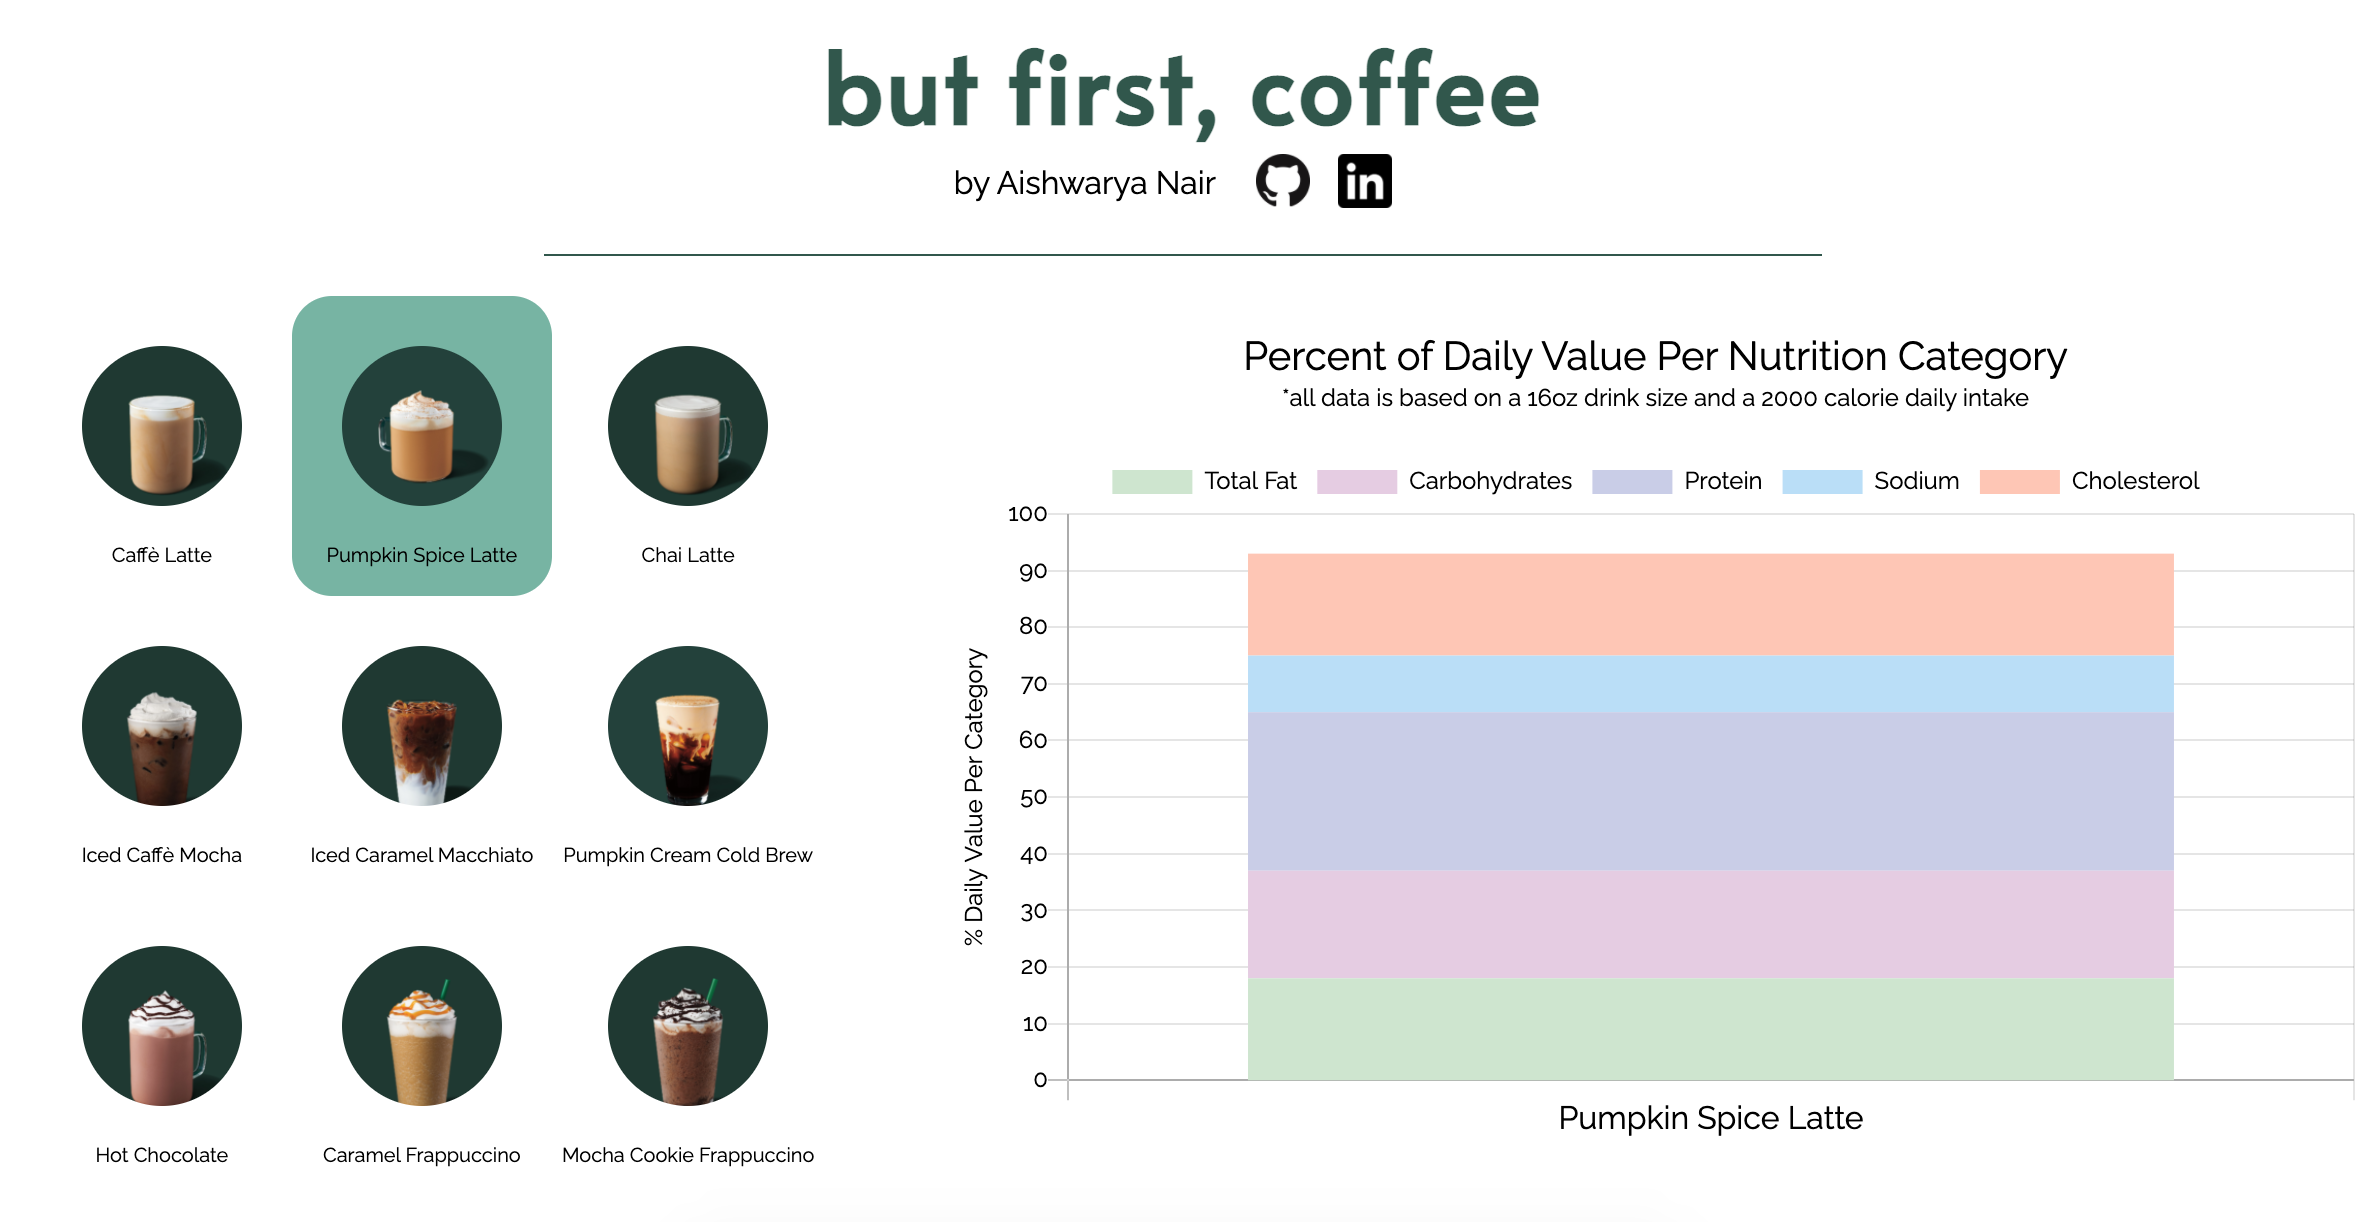 but first, coffee
by Aishwarya Nair
in
Caffè Latte
Pumpkin Spice Latte
Chai Latte
Iced Caffè Mocha
Iced Caramel Macchiato
Pumpkin Cream Cold Brew
Hot Chocolate
Caramel Frappuccino
Mocha Cookie Frappuccino
Percent of Daily Value Per Nutrition Category
*all data is based on a 16oz drink size and a 2000 calorie daily intake
Total Fat
Carbohydrates
Protein
Sodium
Cholesterol
% Daily Value Per Category
100
90
80
70
60
50
40
30
20
10
0
Pumpkin Spice Latte